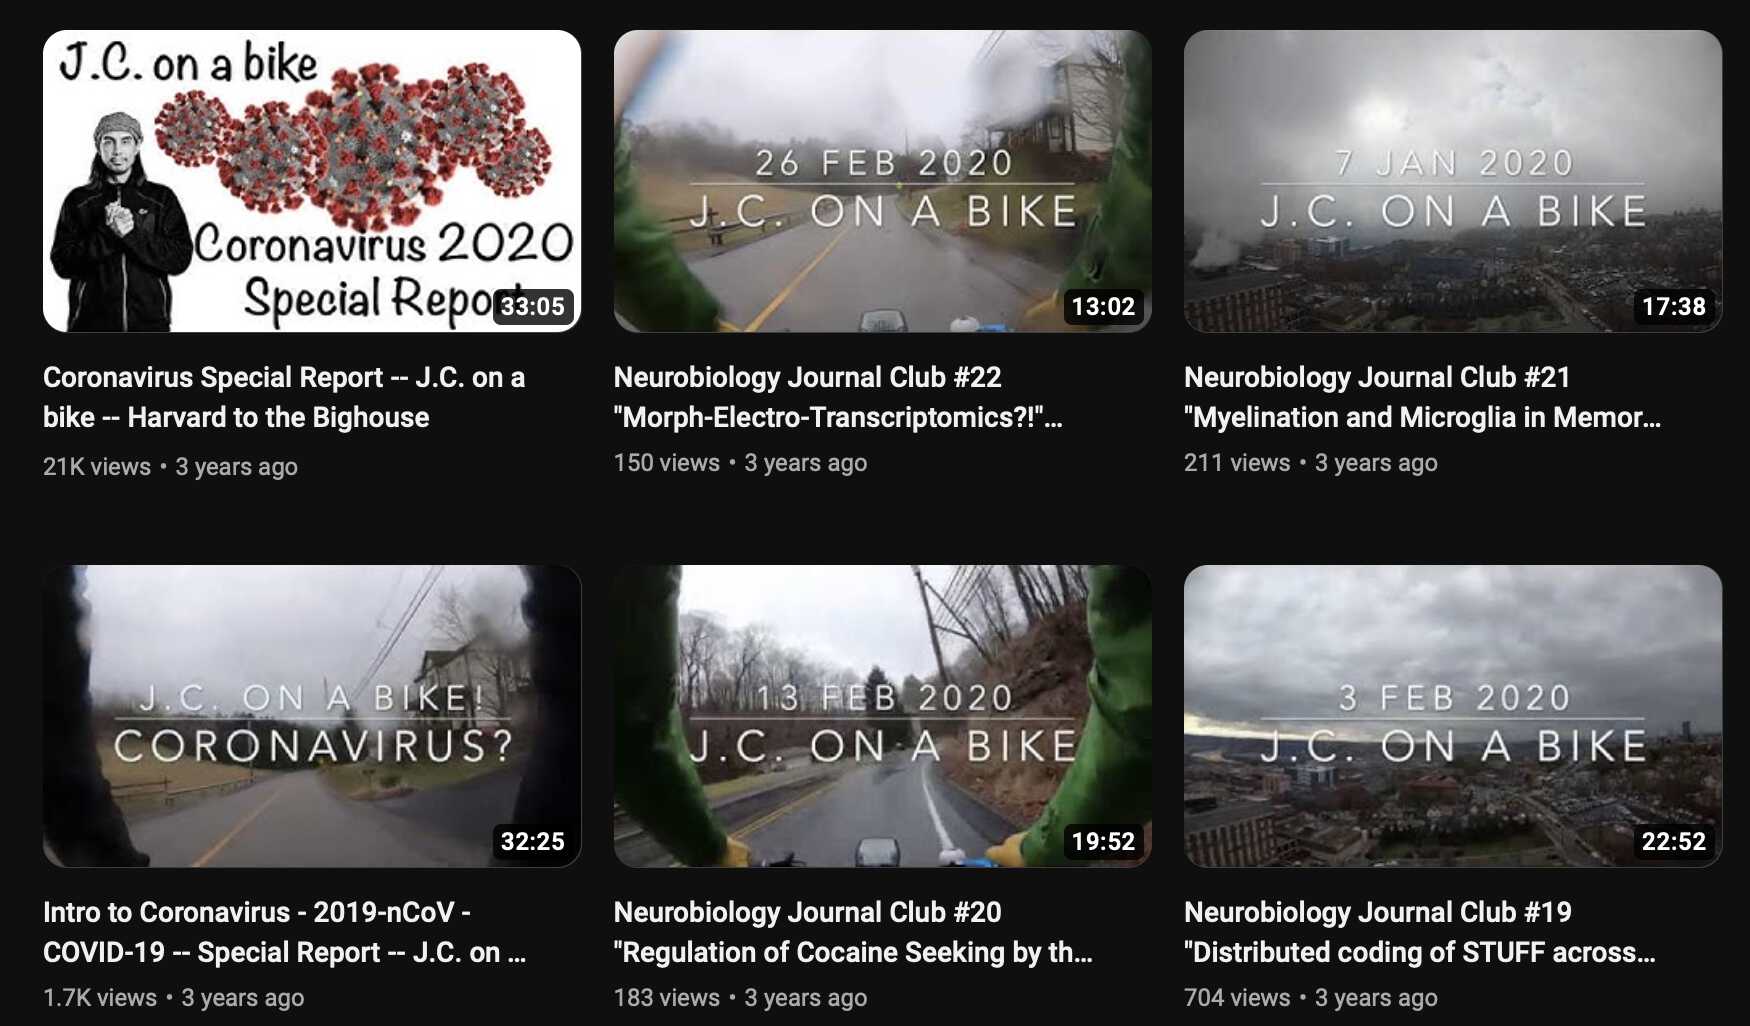 J.C. on a bike
Coronavirus 2020
Special Report
33:05
Coronavirus Special Report -- J.C. on a
bike -- Harvard to the Bighouse
21K views • 3 years ago
26 FEB 2020
J.C. ON A BIKE
13:02
Neurobiology Journal Club #22
"Morph-Electro-Transcriptomics?!"...
150 views • 3 years ago
7 JAN 2020
J.C. ON A BIKE
17:38
Neurobiology Journal Club #21
"Myelination and Microglia in Memor...
211 views • 3 years ago
J.C. ON A BIKE!
CORONAVIRUS?
32:25
Intro to Coronavirus - 2019-nCoV -
COVID-19 -- Special Report -- J.C. on ...
1.7K views • 3 years ago
13 FEB 2020
J.C. ON A BIKE
19:52
Neurobiology Journal Club #20
"Regulation of Cocaine Seeking by th...
183 views • 3 years ago
3 FEB 2020
J.C. ON A BIKE
22:52
Neurobiology Journal Club #19
"Distributed coding of STUFF across...
704 views • 3 years ago